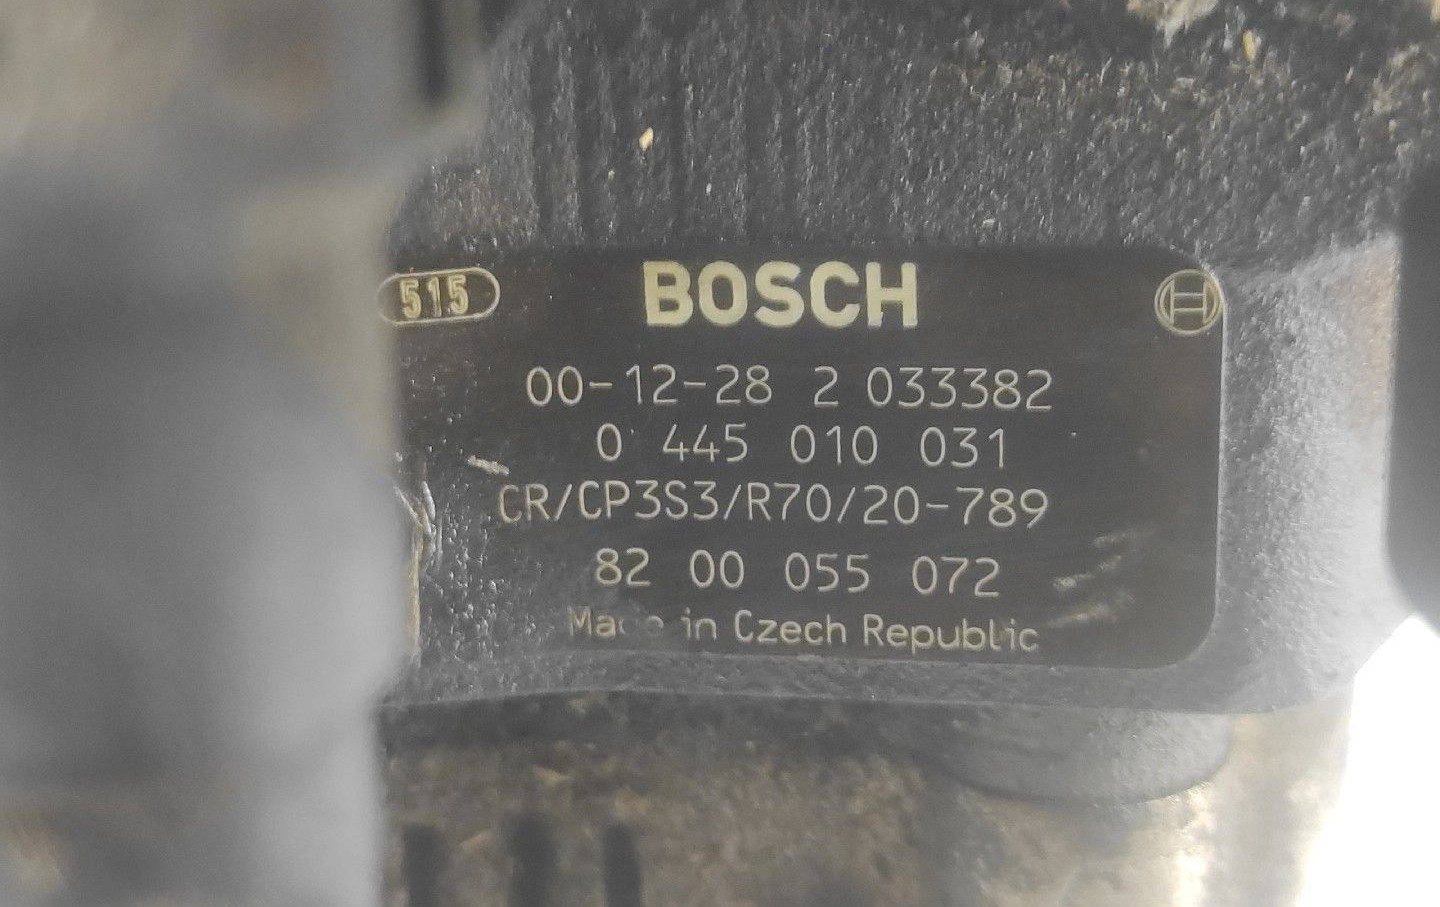 515 BOSCH
00-12-28 2 033382
0 445 010 031
CR/CP3S3/R70/20-789
82 00 055 072
in Czech Republic